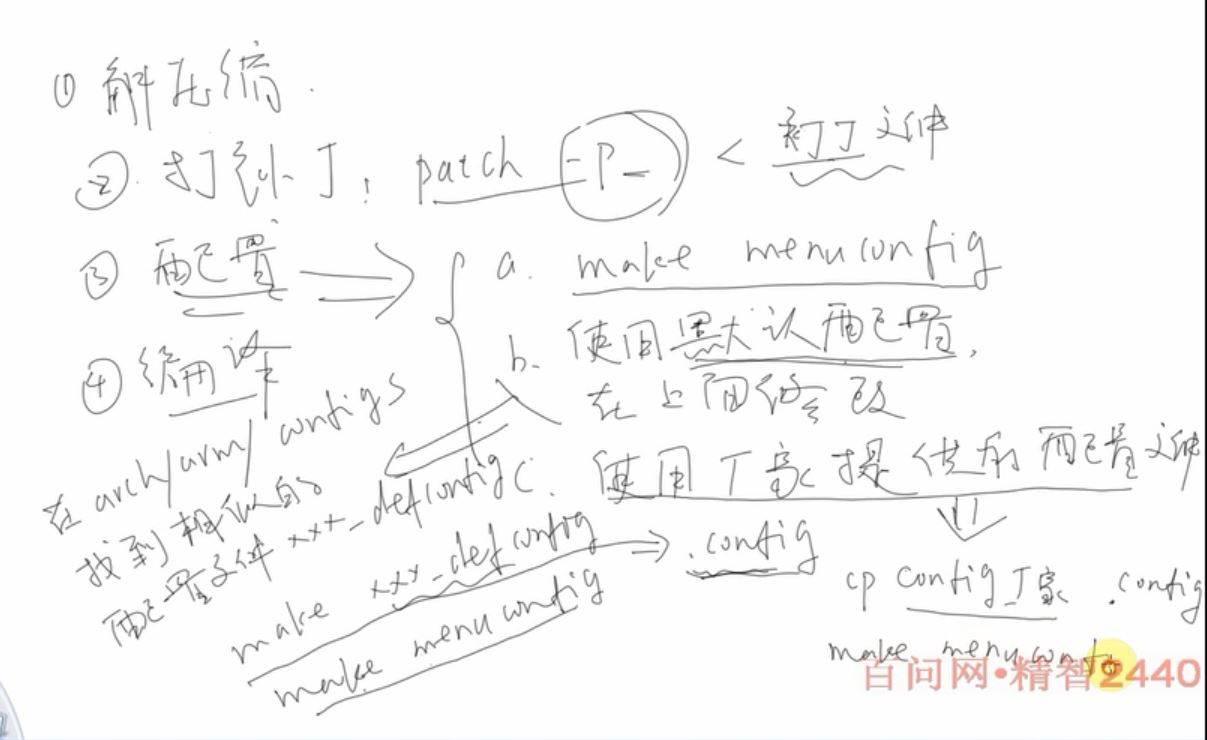 ① 解压缩.
② 打补丁: patch -P_ < 补丁文件
③ 配置 ⇒
a. make menuconfig
b. 使用默认配置,
在上面修改
c. 使用厂家提供的配置文件
cp config_厂家 .config
make menuconfi
④ 编译
在 arch/arm/configs
找到相似的
配置文件 xxx_defconfig
make xxx_defconfig ⇒ .config
make menuconfig
百问网•精智2440